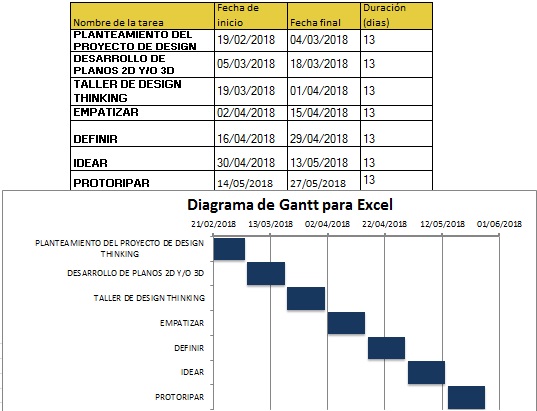 Nombre de la tarea Fecha de inicio Fecha final Duración (días)
PLANTEAMIENTO DEL PROYECTO DE DESIGN 19/02/2018 04/03/2018 13
DESARROLLO DE PLANOS 2D Y/O 3D 05/03/2018 18/03/2018 13
TALLER DE DESIGN THINKING 19/03/2018 01/04/2018 13
EMPATIZAR 02/04/2018 15/04/2018 13
DEFINIR 16/04/2018 29/04/2018 13
IDEAR 30/04/2018 13/05/2018 13
PROTORIPAR 14/05/2018 27/05/2018 13
Diagrama de Gantt para Excel
21/02/2018 13/03/2018 02/04/2018 22/04/2018 12/05/2018 01/06/2018
PLANTEAMIENTO DEL PROYECTO DE DESIGN
THINKING
DESARROLLO DE PLANOS 2D Y/O 3D
TALLER DE DESIGN THINKING
EMPATIZAR
DEFINIR
IDEAR
PROTORIPAR